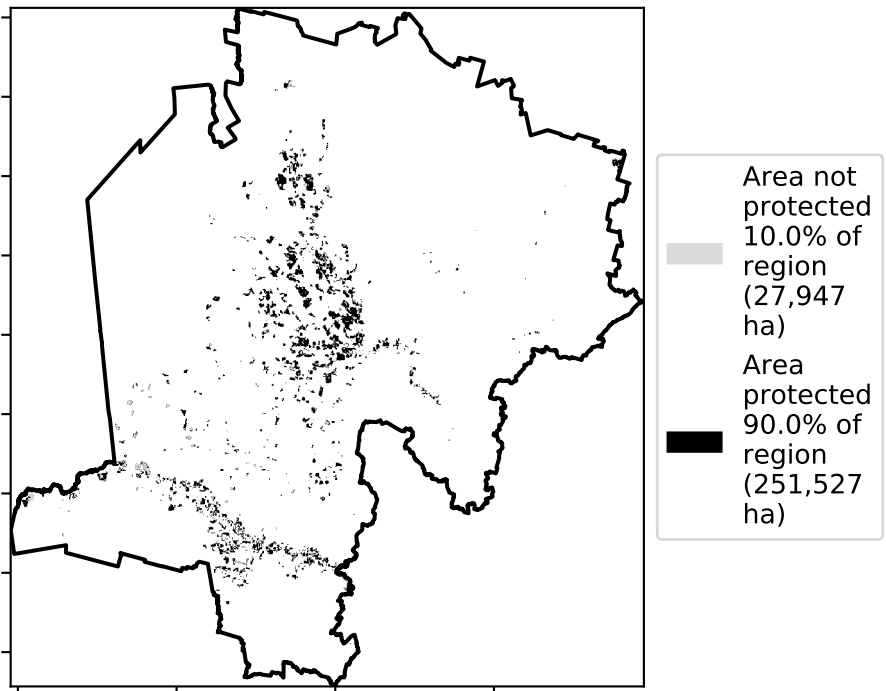 Area not
protected
10.0% of
region
(27,947
ha)
Area
protected
90.0% of
region
(251,527
ha)